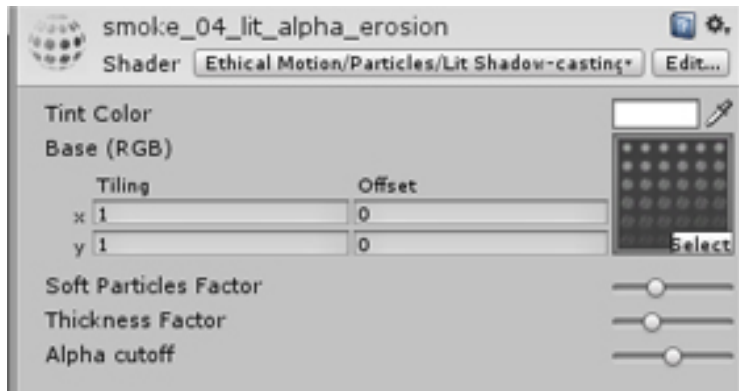 smoke_04_lit_alpha_erosion
Shader Ethical Motion/Particles/Lit Shadow-casting Edit...
Tint Color
Base (RGB)
Tiling Offset
x 1 0
y 1 0
Select
Soft Particles Factor
Thickness Factor
Alpha cutoff